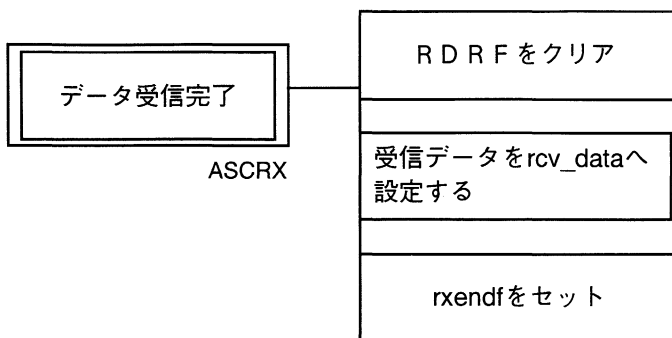 データ受信完了
ASCRX
ＲＤＲＦをクリア
受信データをrcv_dataへ
設定する
rxendfをセット